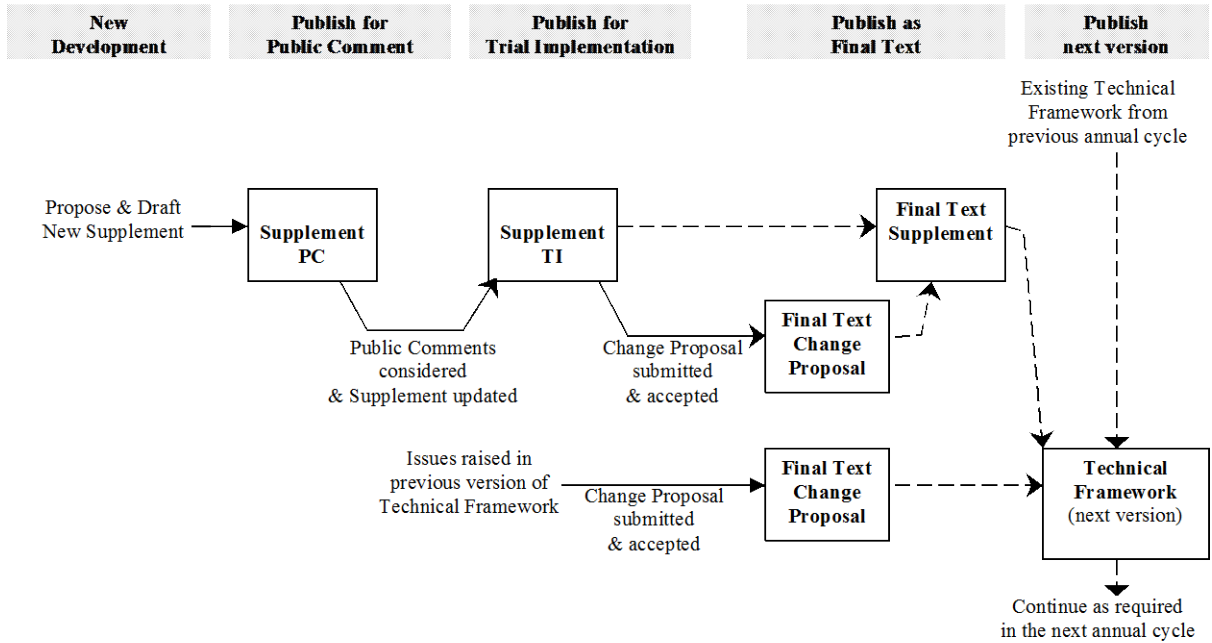 New
Development
Publish for
Public Comment
Publish for
Trial Implementation
Publish as
Final Text
Publish
next version
Existing Technical
Framework from
previous annual cycle
Propose & Draft
New Supplement
Supplement
PC
Supplement
TI
Final Text
Supplement
Public Comments
considered
& Supplement updated
Change Proposal
submitted
& accepted
Final Text
Change
Proposal
Issues raised in
previous version of
Technical Framework
Change Proposal
submitted
& accepted
Final Text
Change
Proposal
Technical
Framework
(next version)
Continue as required
in the next annual cycle